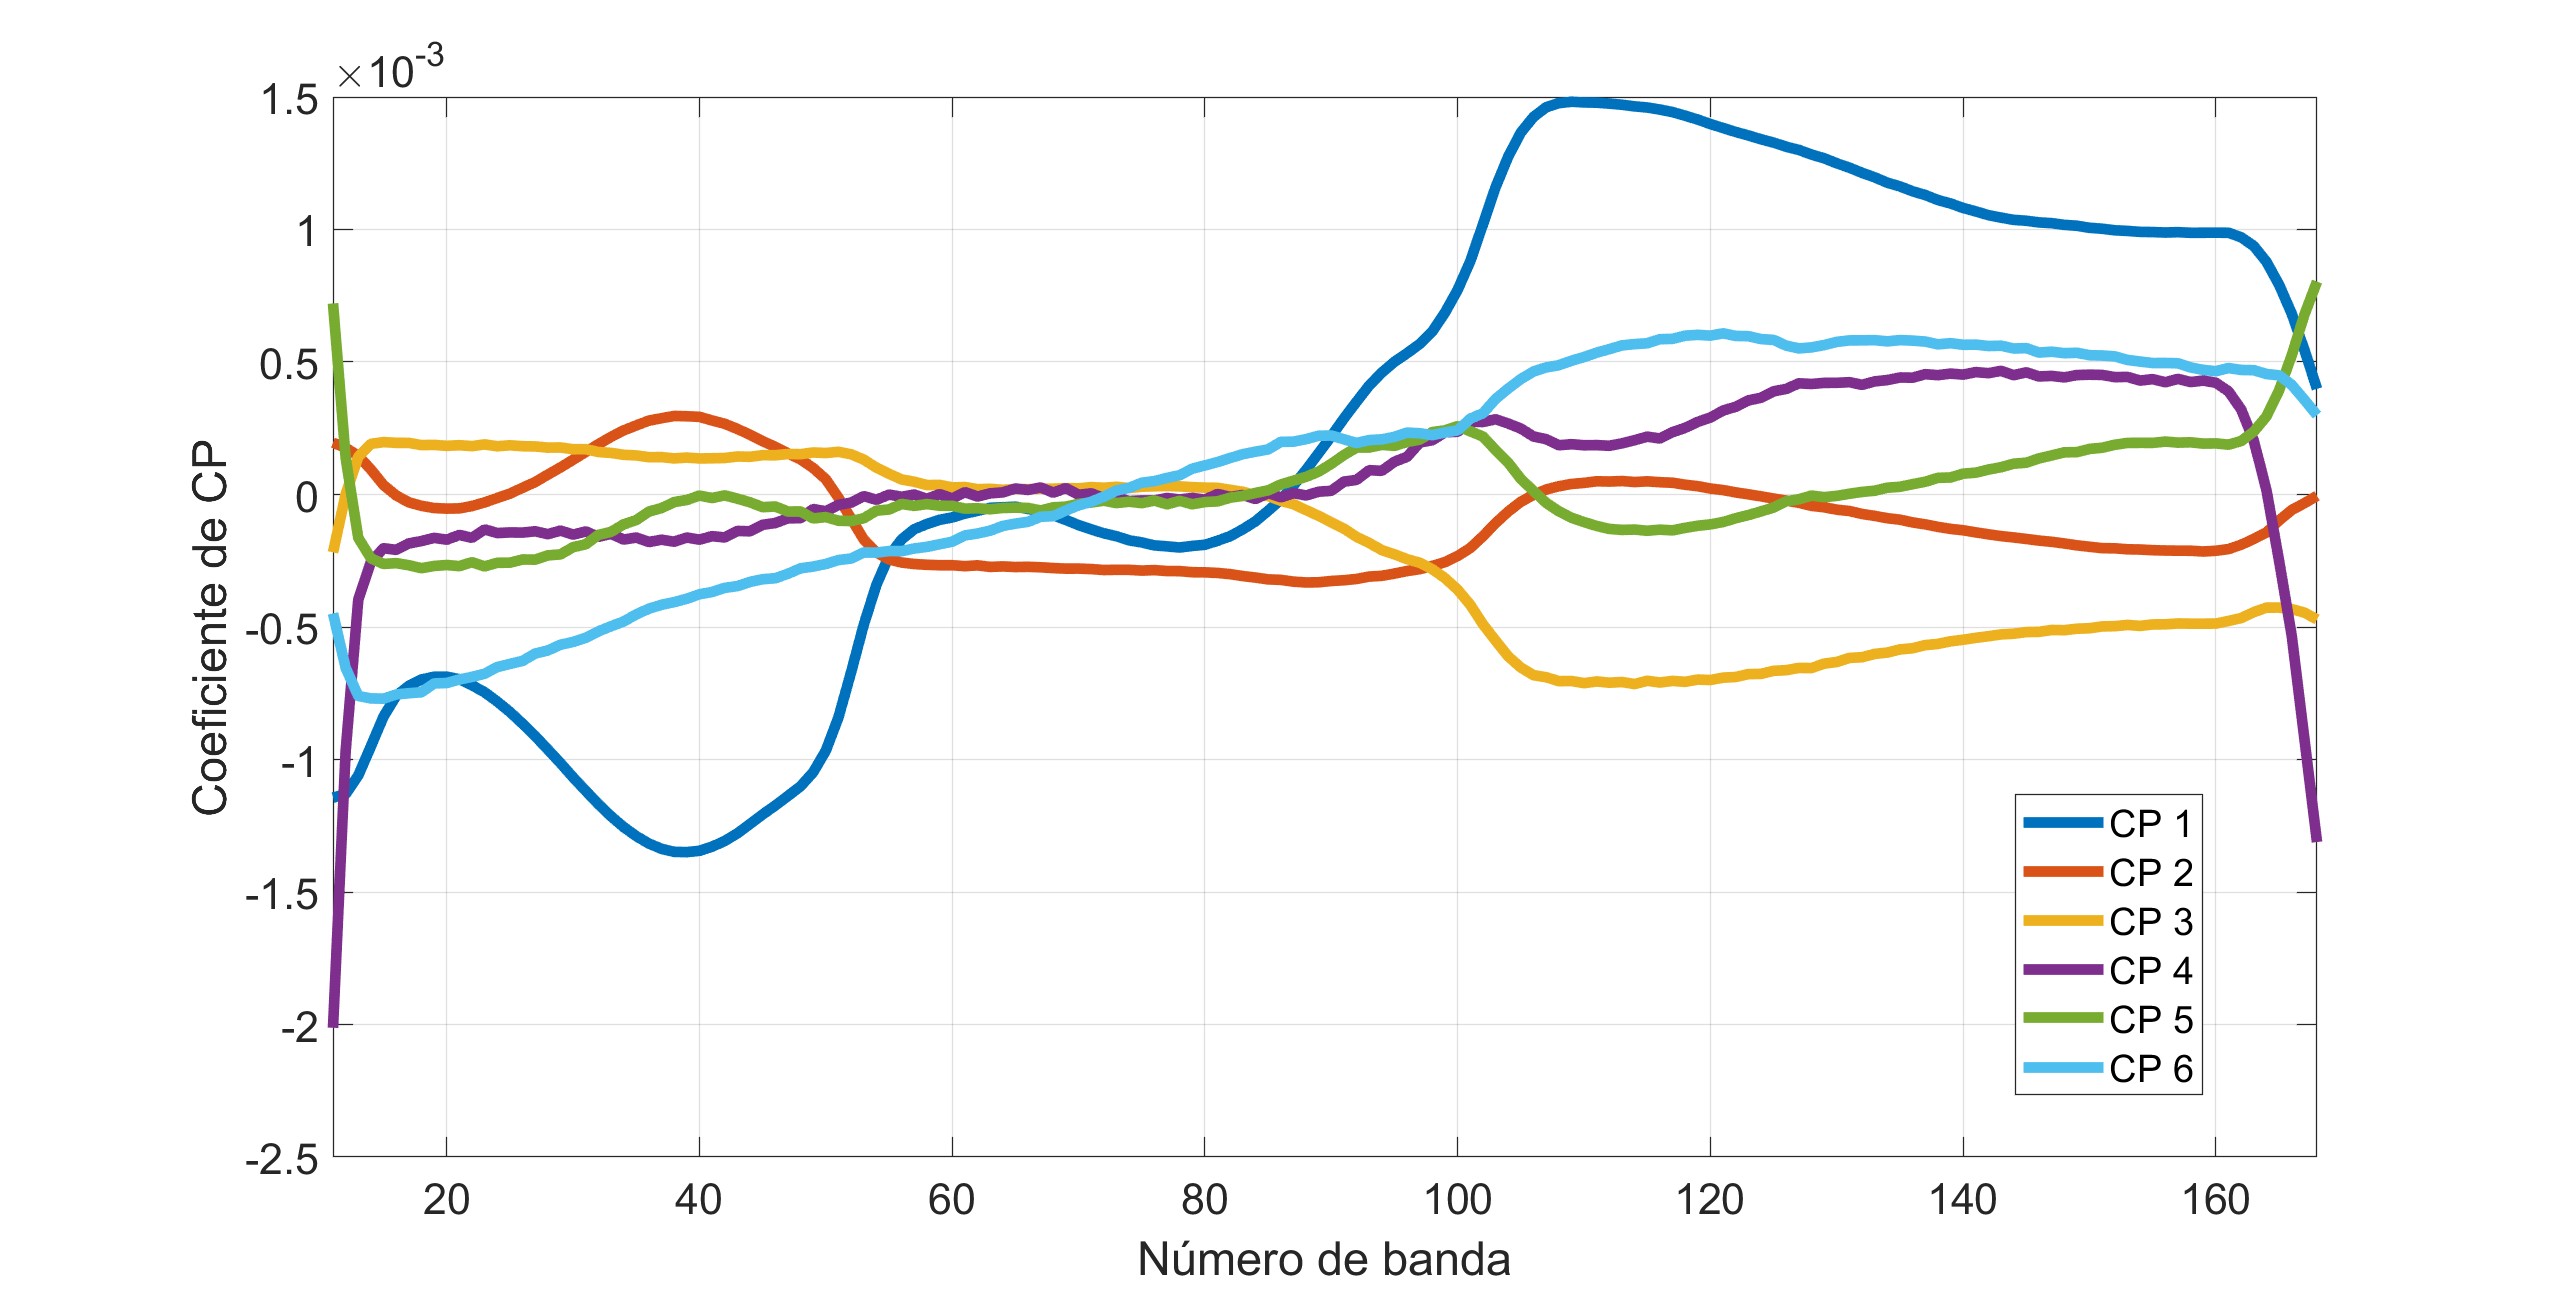 ×10-3
1.5
1
0.5
0
-0.5
-1
-1.5
-2
-2.5
Coeficiente de CP
20 40 60 80 100 120 140 160
Número de banda
CP 1
CP 2
CP 3
CP 4
CP 5
CP 6